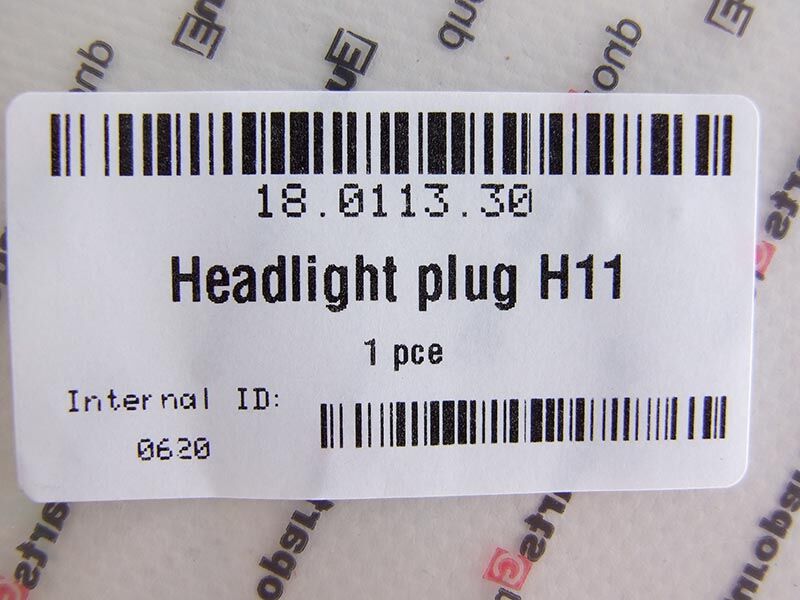 18.0113.30
Headlight plug H11
1 pce
Internal ID:
0620